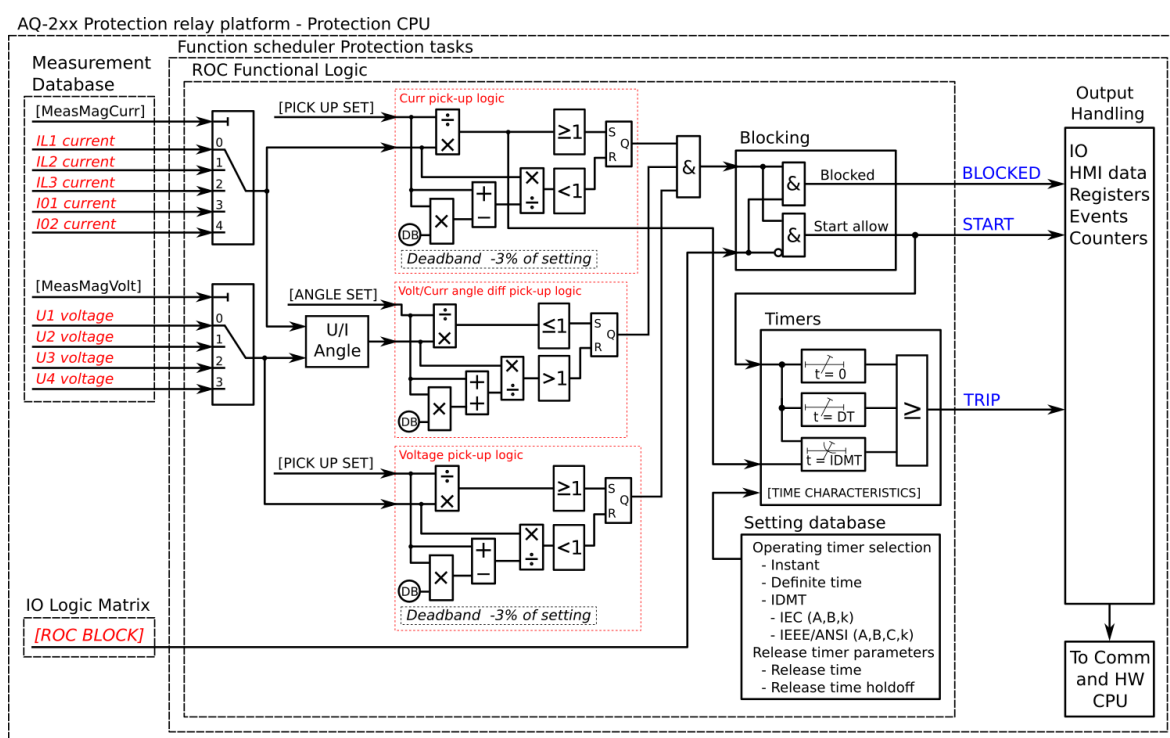 AQ-2xx Protection relay platform - Protection CPU
Function scheduler Protection tasks
ROC Functional Logic
Measurement
Database
[MeasMagCurr]
IL1 current
IL2 current
IL3 current
I01 current
I02 current
0
1
2
3
4
[MeasMagVolt]
U1 voltage
U2 voltage
U3 voltage
U4 voltage
0
1
2
3
[PICK UP SET]
Curr pick-up logic
÷
×
≥1
S
Q
R
+
−
×
÷
<1
×
DB
Deadband -3% of setting
[ANGLE SET]
Volt/Curr angle diff pick-up logic
U/I
Angle
÷
×
≤1
S
Q
R
+
+
×
÷
>1
×
DB
[PICK UP SET]
Voltage pick-up logic
÷
×
≥1
S
Q
R
+
−
×
÷
<1
×
DB
Deadband -3% of setting
&
Blocking
&
Blocked
&
Start allow
BLOCKED
START
Timers
t = 0
t = DT
t = IDMT
≥
[TIME CHARACTERISTICS]
TRIP
Setting database
Operating timer selection
- Instant
- Definite time
- IDMT
- IEC (A,B,k)
- IEEE/ANSI (A,B,C,k)
Release timer parameters
- Release time
- Release time holdoff
IO Logic Matrix
[ROC BLOCK]
Output
Handling
IO
HMI data
Registers
Events
Counters
To Comm
and HW
CPU